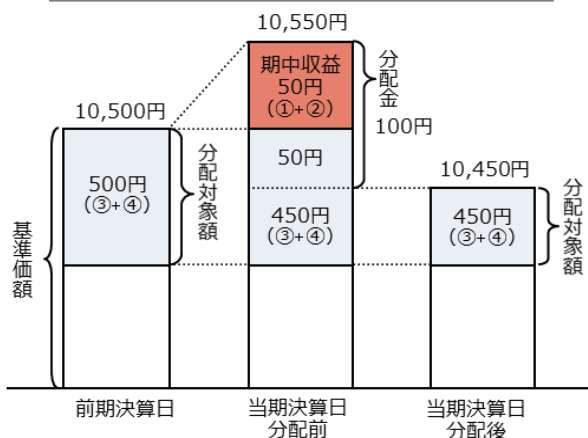 10,550円
期中収益
50円
(①+②)
分配金
100円
10,500円
500円
(③+④)
分配対象額
50円
450円
(③+④)
10,450円
450円
(③+④)
分配対象額
基準価額
前期決算日
当期決算日
分配前
当期決算日
分配後